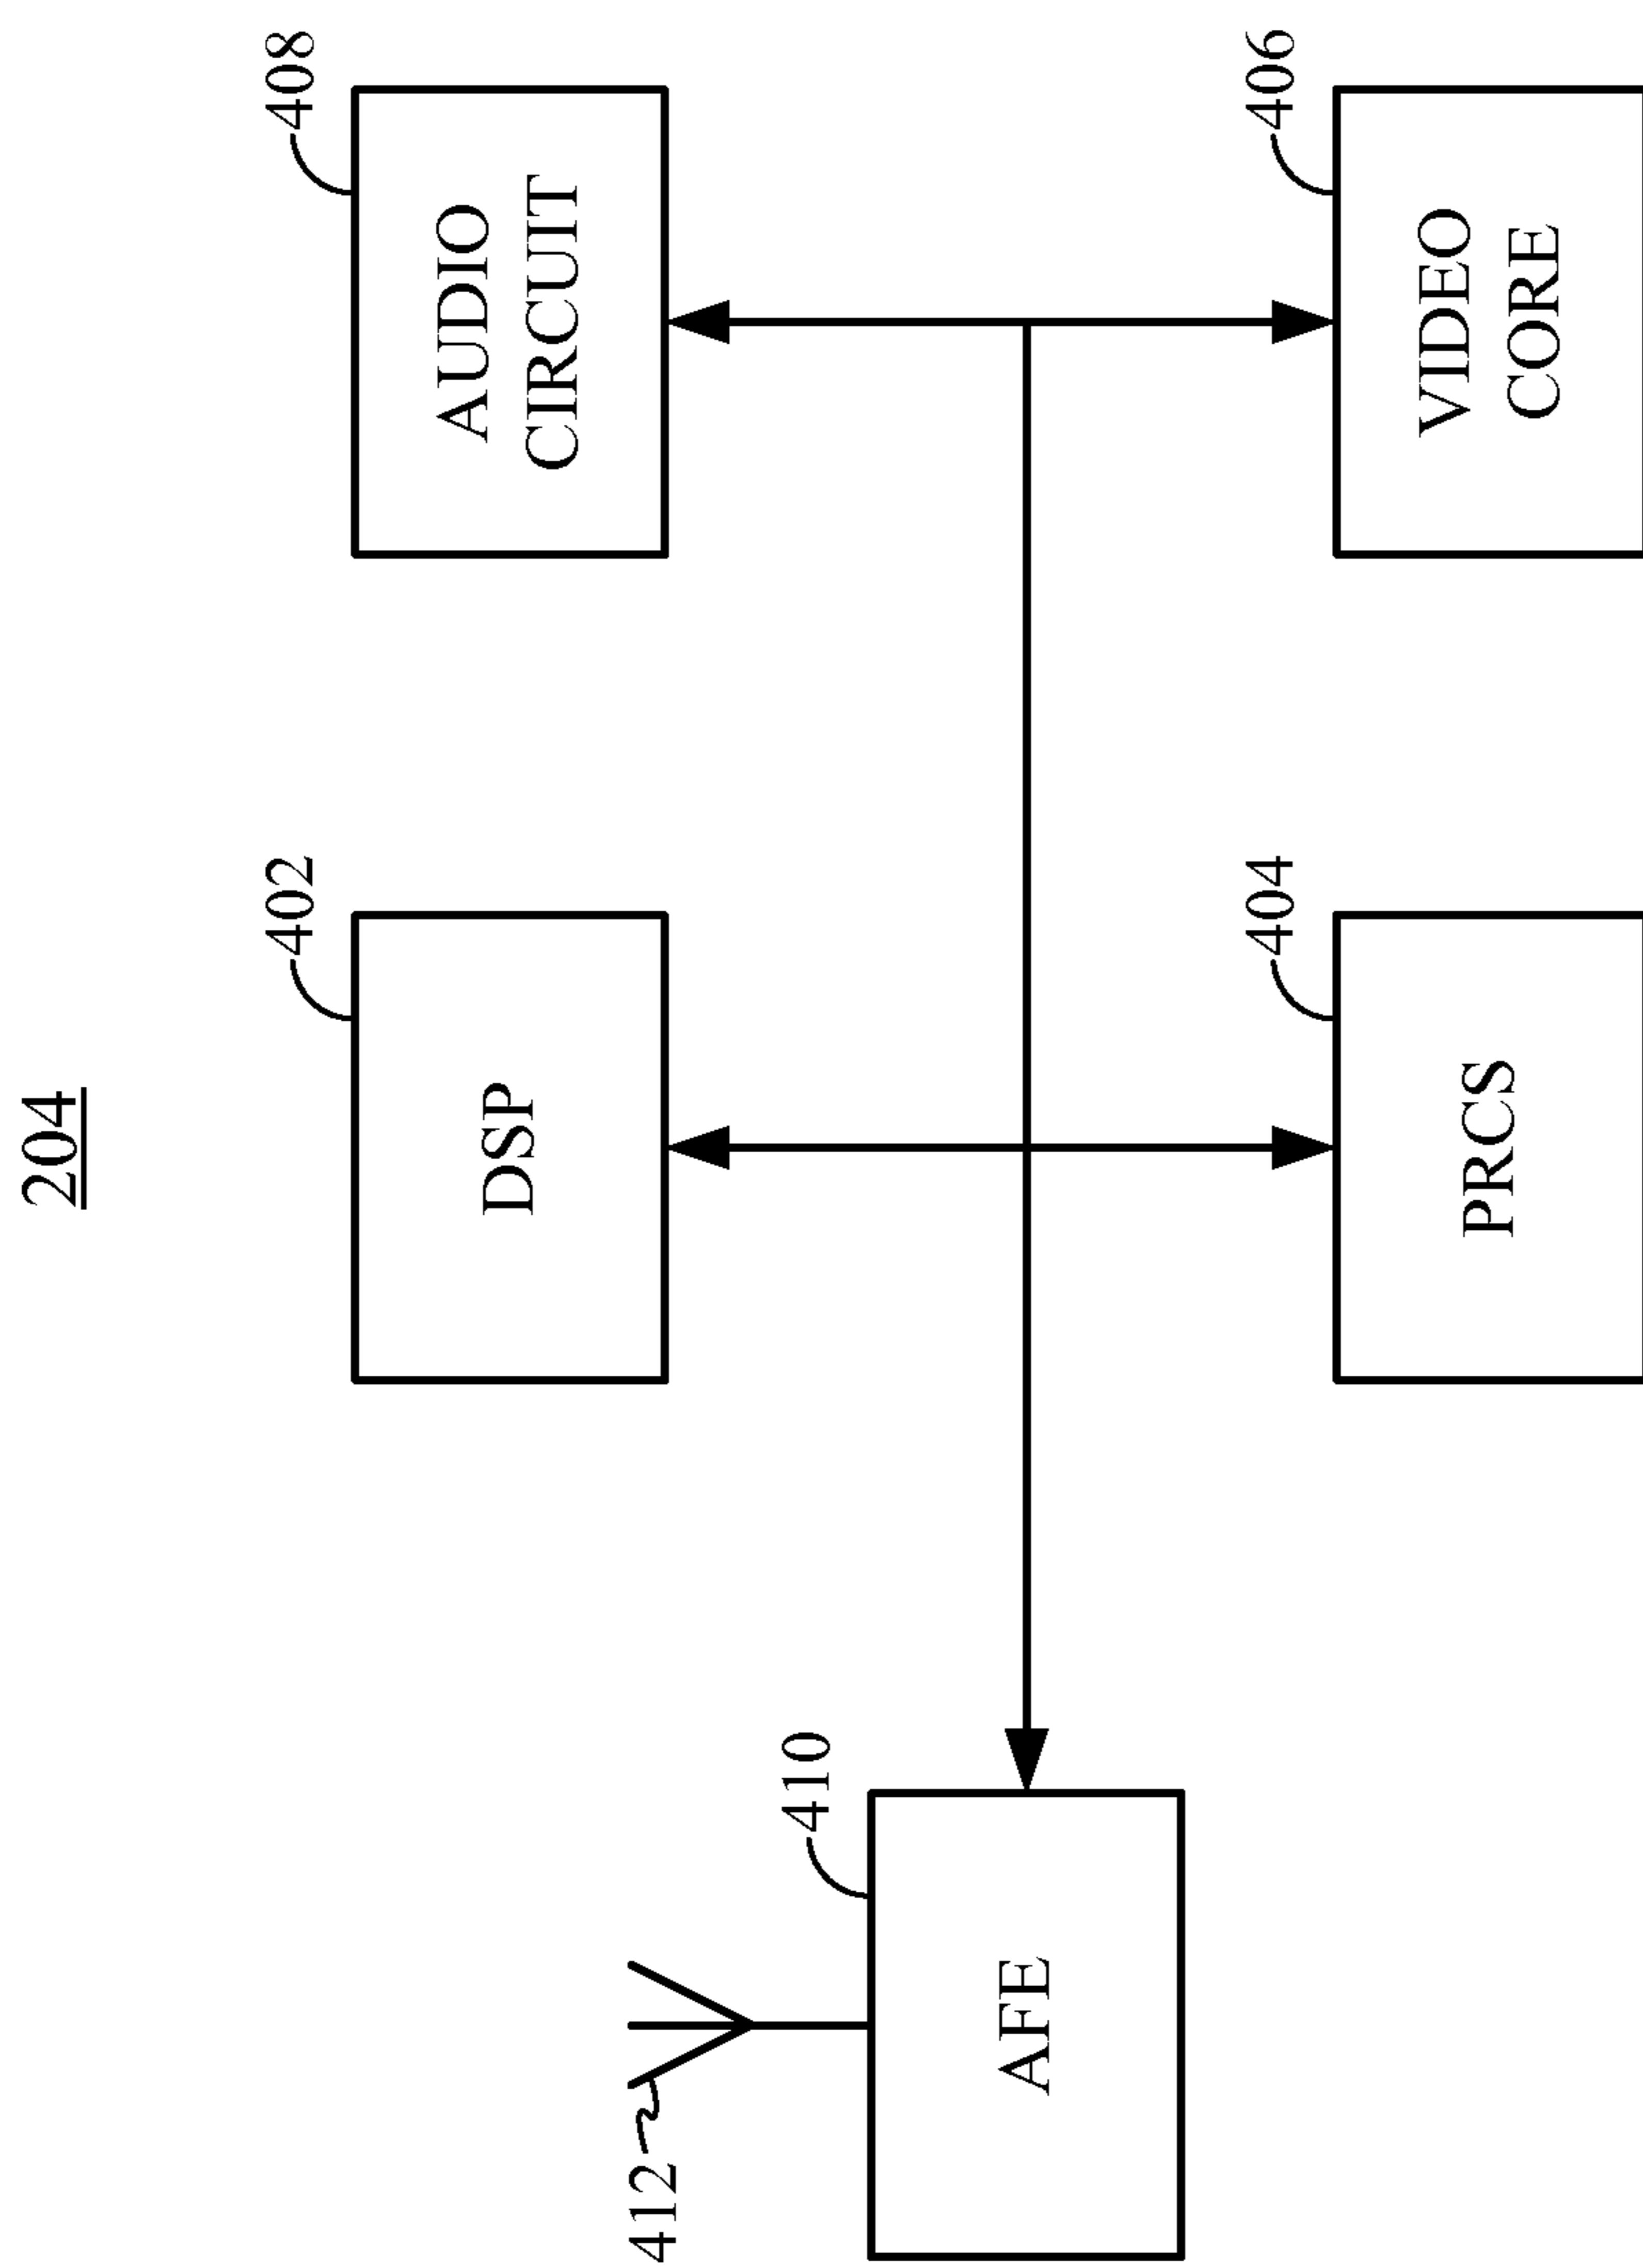 204
402
DSP
408
AUDIO
CIRCUIT
412
410
AFE
404
PRCS
406
VIDEO
CORE